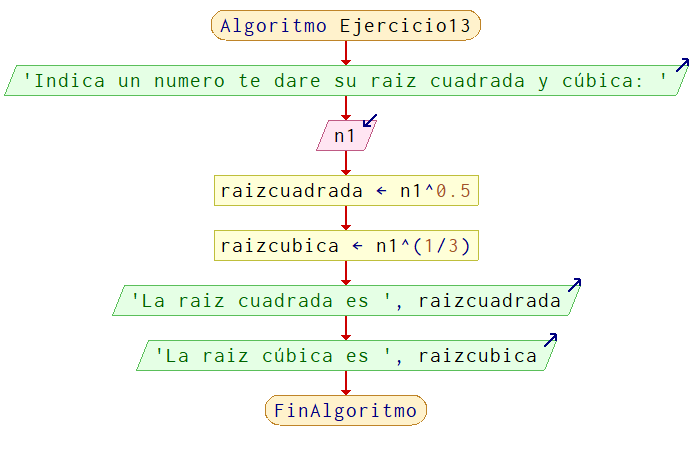 Algoritmo Ejercicio13
'Indica un numero te dare su raiz cuadrada y cúbica: '
n1
raizcuadrada ← n1^0.5
raizcubica ← n1^(1/3)
'La raiz cuadrada es ', raizcuadrada
'La raiz cúbica es ', raizcubica
FinAlgoritmo